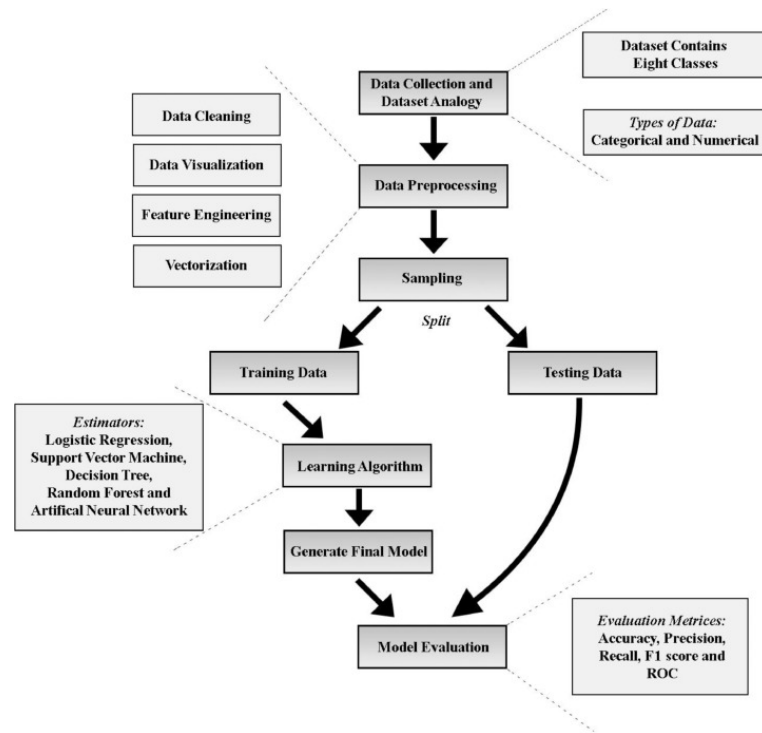 Dataset Contains
Eight Classes
Data Collection and
Dataset Analogy
Types of Data:
Categorical and Numerical
Data Cleaning
Data Visualization
Feature Engineering
Vectorization
Data Preprocessing
Sampling
Split
Training Data
Testing Data
Estimators:
Logistic Regression,
Support Vector Machine,
Decision Tree,
Random Forest and
Artifical Neural Network
Learning Algorithm
Generate Final Model
Model Evaluation
Evaluation Metrices:
Accuracy, Precision,
Recall, F1 score and
ROC